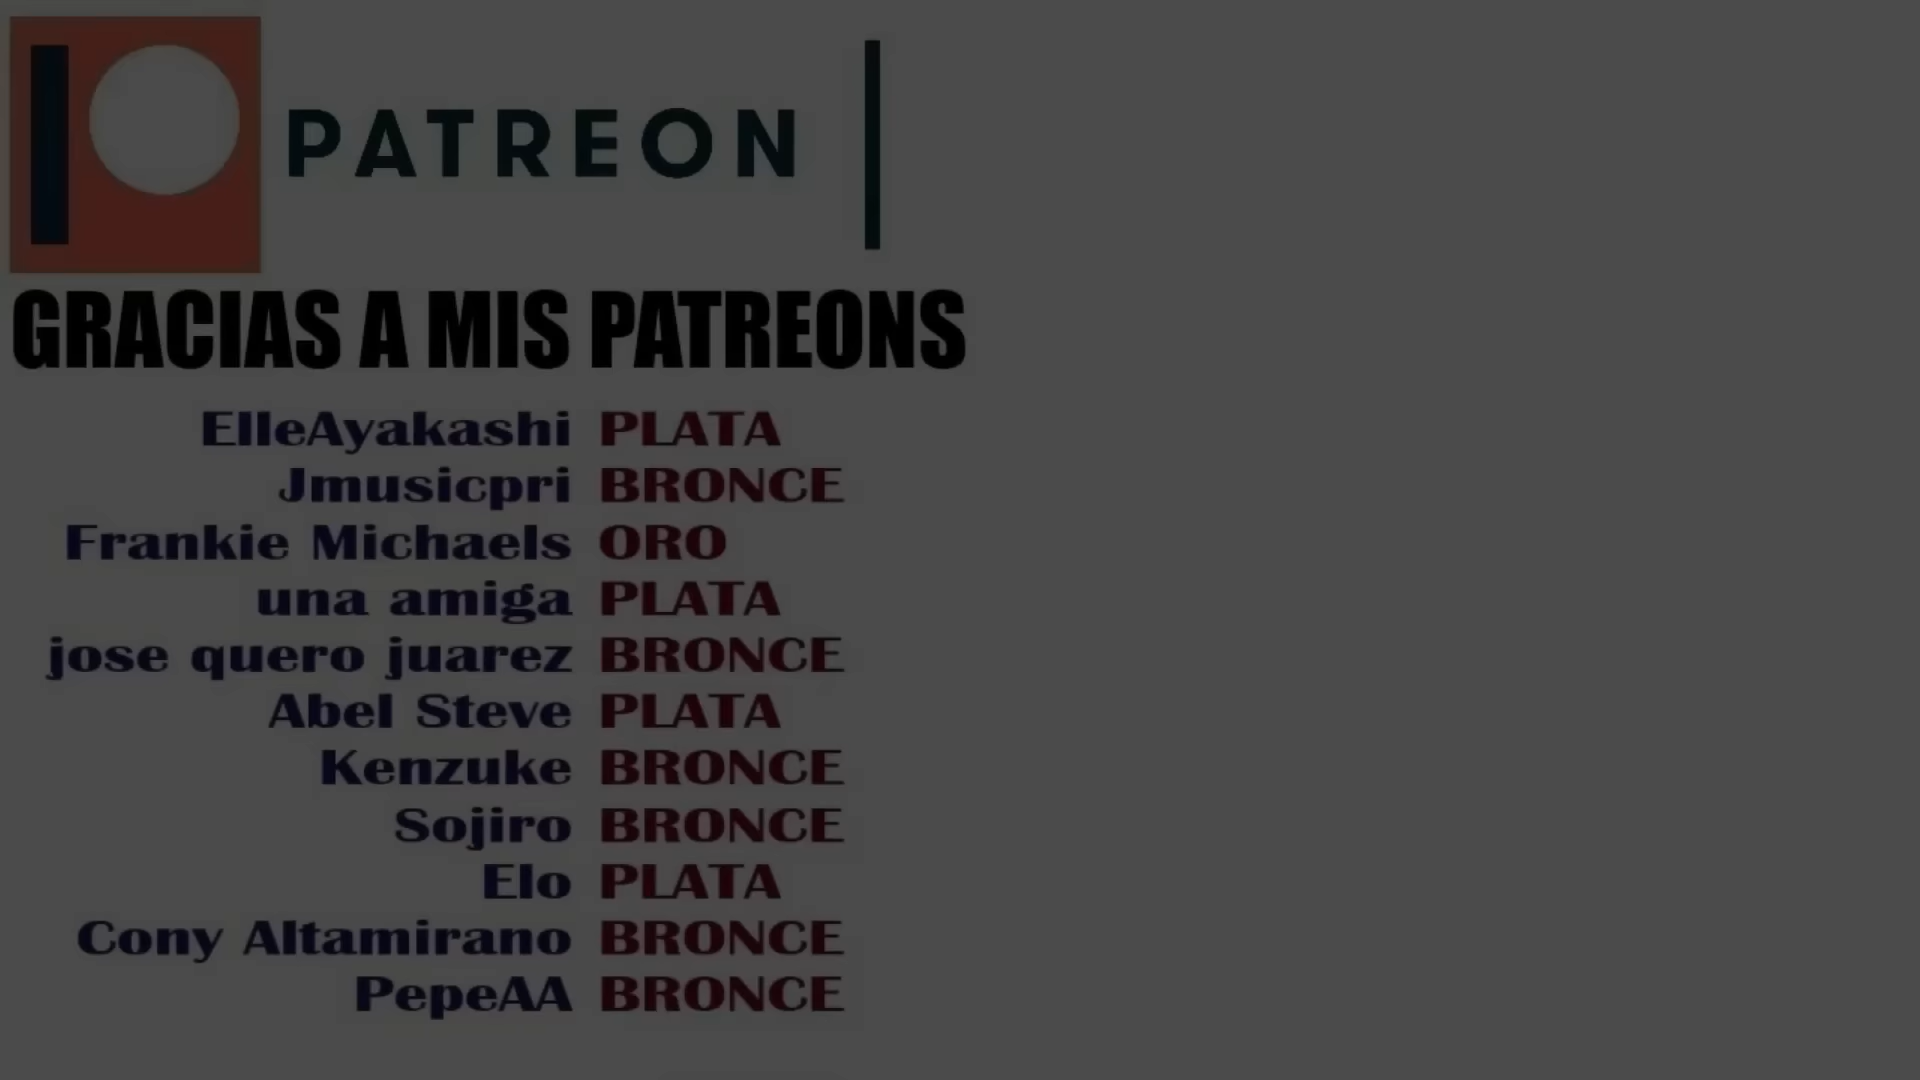 PATREON
GRACIAS A MIS PATREONS
ElleAyakashi PLATA
Jmusicpri BRONCE
Frankie Michaels ORO
una amiga PLATA
jose quero juarez BRONCE
Abel Steve PLATA
Kenzuke BRONCE
Sojiro BRONCE
Elo PLATA
Cony Altamirano BRONCE
PepeAA BRONCE